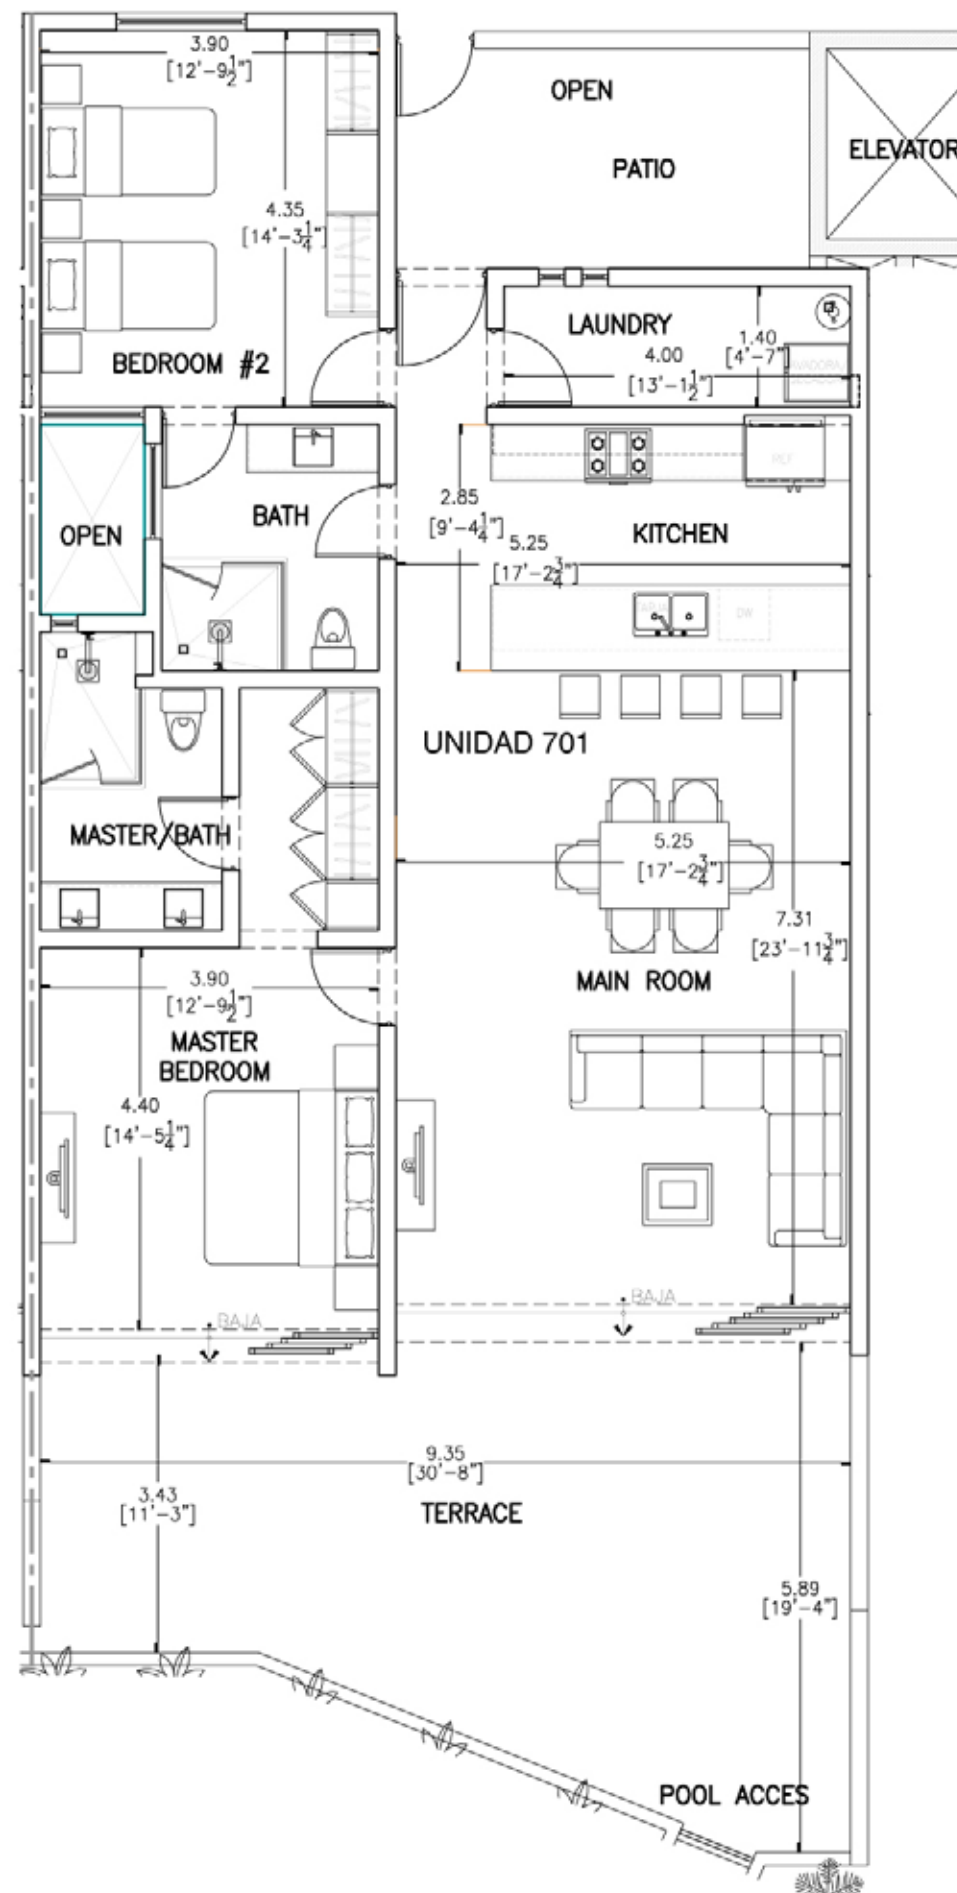 3.90
[12'-9½"]
OPEN
ELEVATOR
PATIO
4.35
[14'-3¼"]
LAUNDRY
1.40
[4'-7"]
4.00
[13'-1½"]
BEDROOM #2
LAVADORA
SECADORA
REF
2.85
[9'-4¼"]
BATH
KITCHEN
OPEN
5.25
[17'-2¾"]
TARJA
DW
UNIDAD 701
MASTER/BATH
5.25
[17'-2¾"]
7.31
[23'-11¾"]
3.90
[12'-9½"]
MAIN ROOM
MASTER
BEDROOM
4.40
[14'-5¼"]
BAJA
BAJA
9.35
[30'-8"]
3.43
[11'-3"]
TERRACE
5.89
[19'-4"]
POOL ACCES